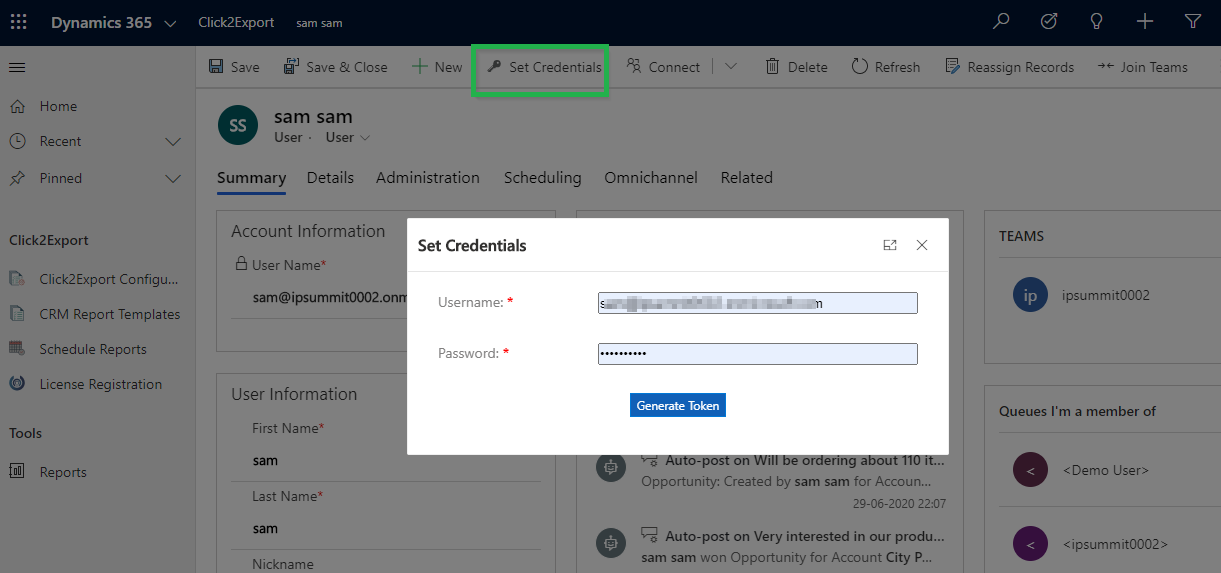 Dynamics 365 Click2Export sam sam
Save Save & Close New Set Credentials Connect Delete Refresh Reassign Records Join Teams
Home
Recent
Pinned
Click2Export
Click2Export Configu...
CRM Report Templates
Schedule Reports
License Registration
Tools
Reports
SS
sam sam
User · User
Summary Details Administration Scheduling Omnichannel Related
Account Information
User Name*
sam@ipsummit0002.onm
User Information
First Name*
sam
Last Name*
sam
Nickname
Set Credentials
Username: *
Password: *
••••••••••
Generate Token
Auto-post on Will be ordering about 110 it...
Opportunity: Created by sam sam for Accoun...
29-06-2020 22:07
Auto-post on Very interested in our produ...
sam sam won Opportunity for Account City P...
TEAMS
ip ipsummit0002
Queues I'm a member of
< <Demo User>
< <ipsummit0002>